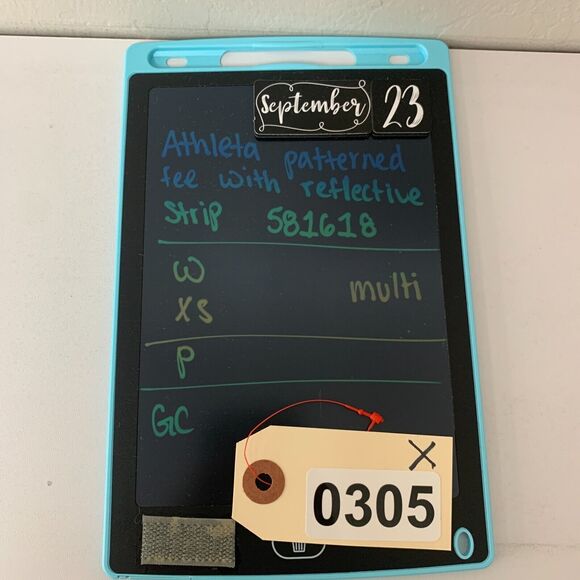 September 23
Athleta patterned
tee with reflective
strip 581618
W
multi
XS
P
GC
X
0305